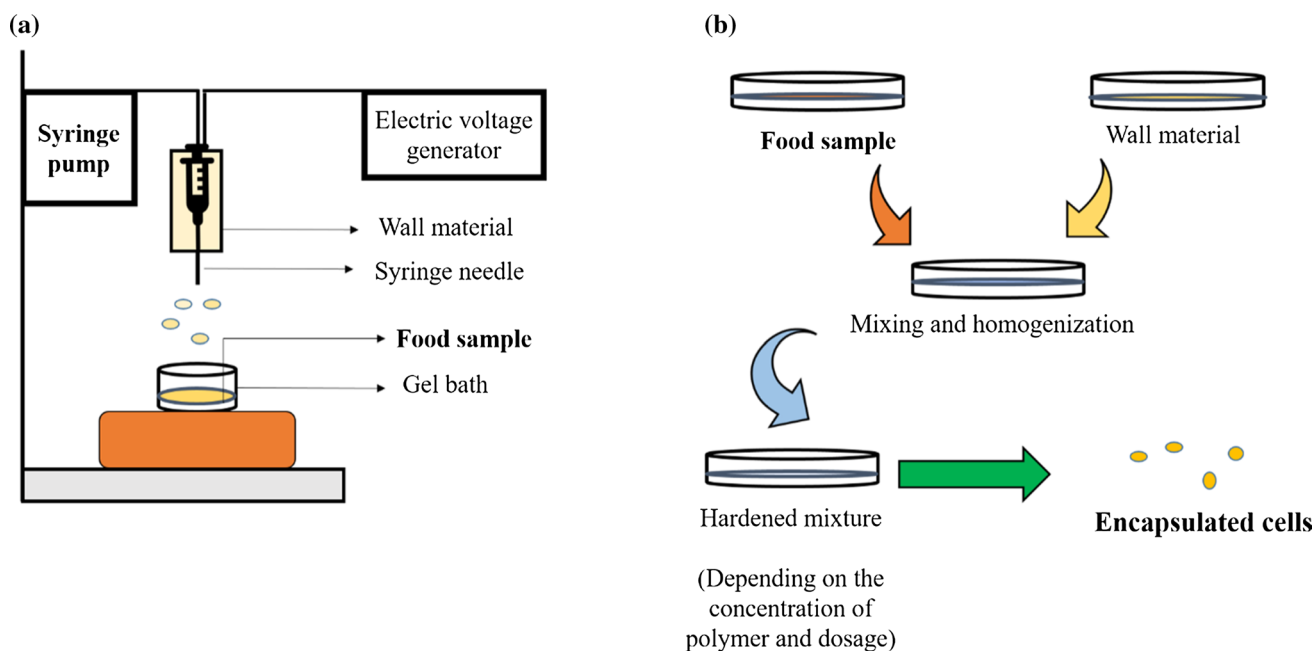 (a)
Syringe
pump
Electric voltage
generator
Wall material
Syringe needle
Food sample
Gel bath
(b)
Food sample
Wall material
Mixing and homogenization
Hardened mixture
(Depending on the
concentration of
polymer and dosage)
Encapsulated cells